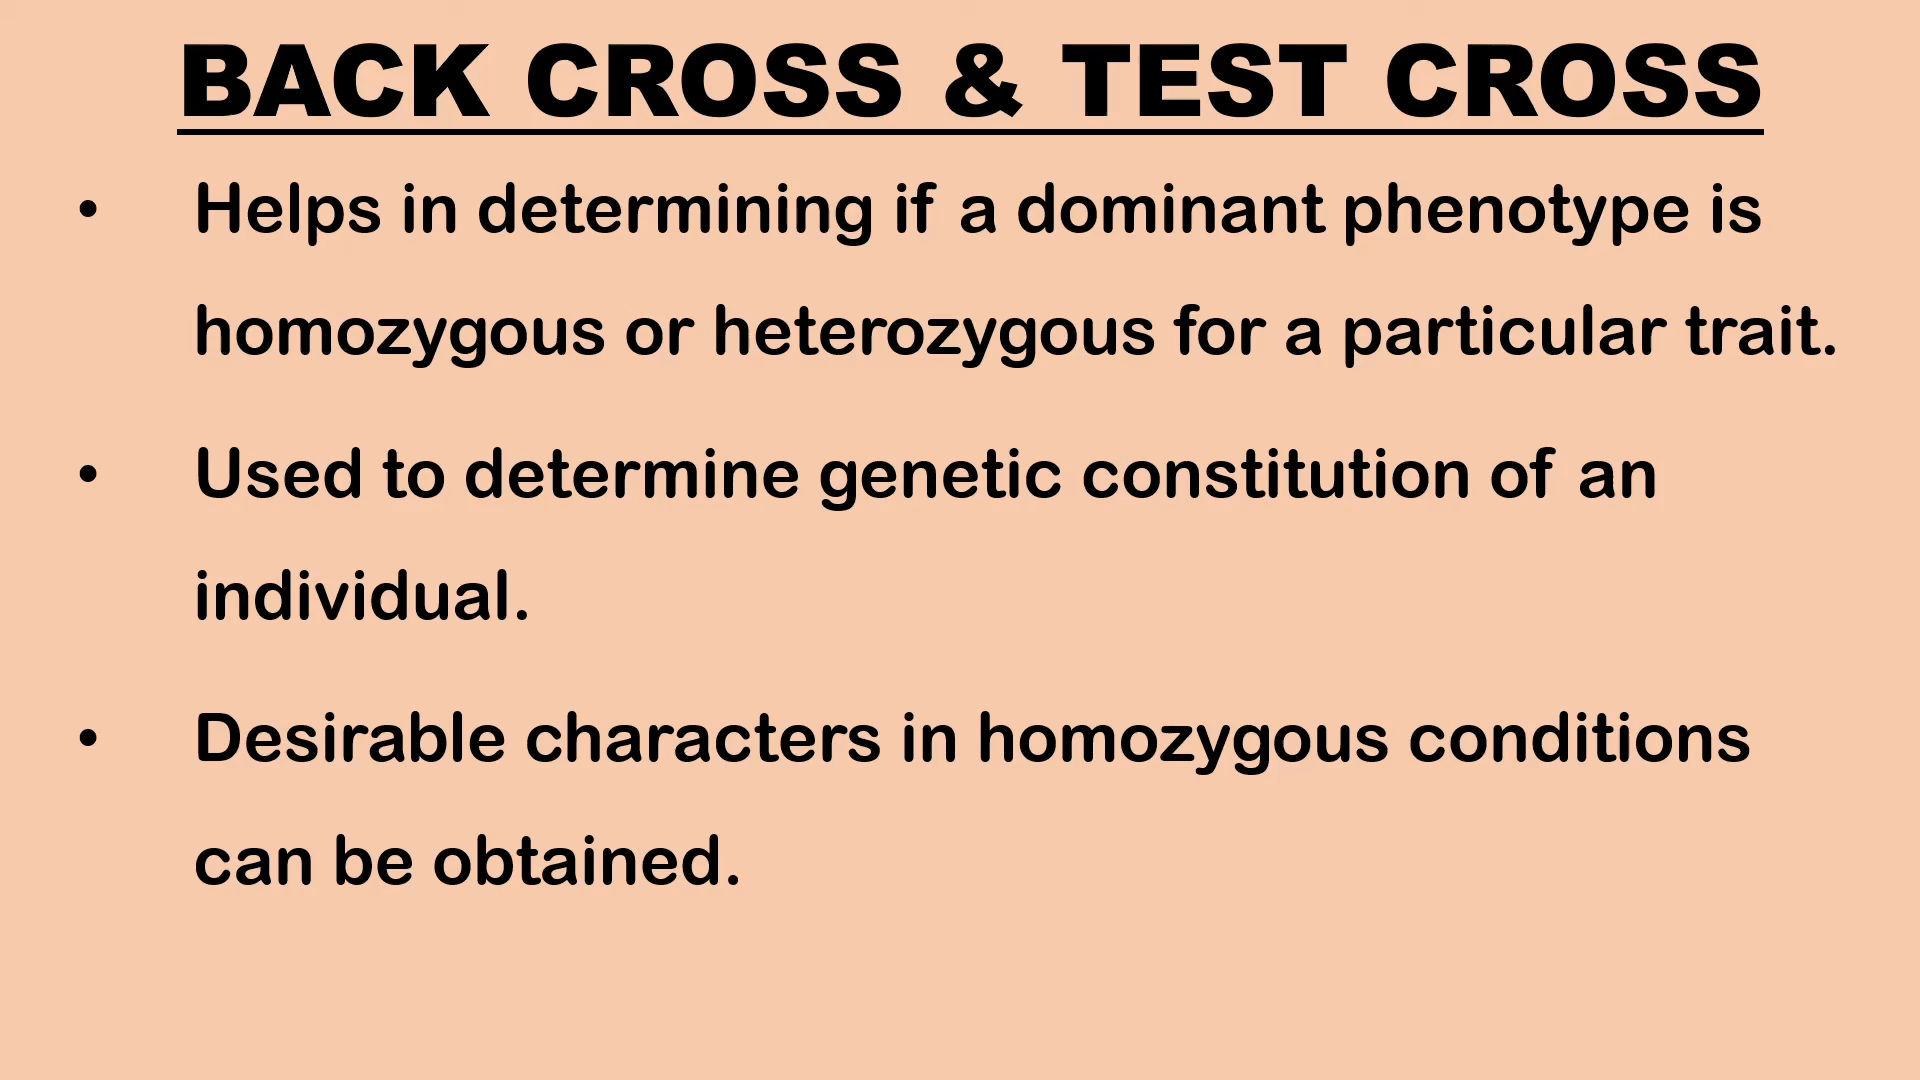 BACK CROSS & TEST CROSS
• Helps in determining if a dominant phenotype is
homozygous or heterozygous for a particular trait.
• Used to determine genetic constitution of an
individual.
• Desirable characters in homozygous conditions
can be obtained.